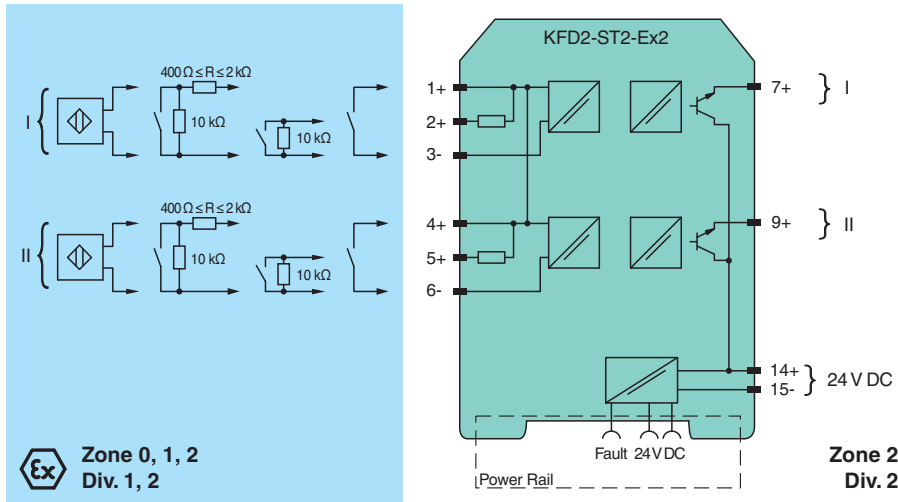 KFD2-ST2-Ex2
400 Ω ≤ R ≤ 2 kΩ
I
10 kΩ
10 kΩ
1+
2+
3-
7+
I
400 Ω ≤ R ≤ 2 kΩ
II
10 kΩ
10 kΩ
4+
5+
6-
9+
II
14+
15-
24 V DC
Fault 24 V DC
Power Rail
Ex
Zone 0, 1, 2
Div. 1, 2
Zone 2
Div. 2